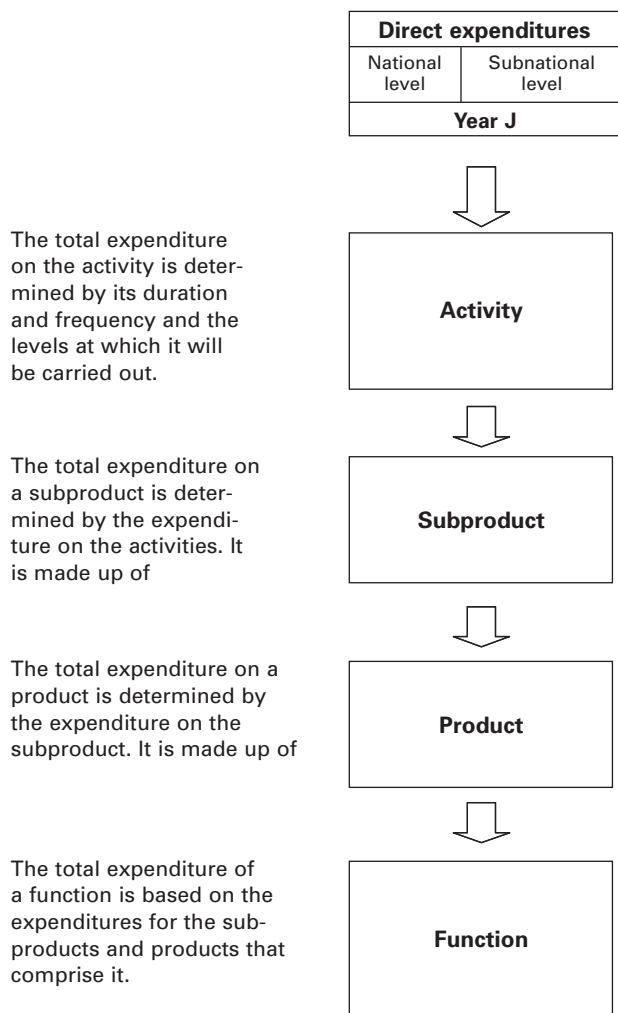 Direct expenditures
National level
Subnational level
Year J
The total expenditure
on the activity is deter-
mined by its duration
and frequency and the
levels at which it will
be carried out.
Activity
The total expenditure on
a subproduct is deter-
mined by the expendi-
ture on the activities. It
is made up of
Subproduct
The total expenditure on a
product is determined by
the expenditure on the
subproduct. It is made up of
Product
The total expenditure of
a function is based on the
expenditures for the sub-
products and products that
comprise it.
Function